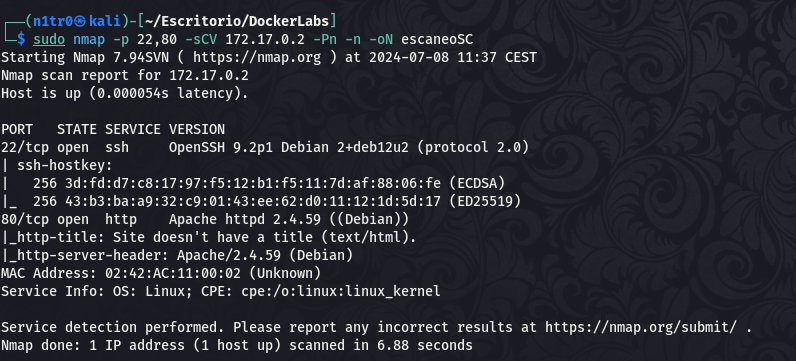 ┌──(n1tr0㉿kali)-[~/Escritorio/DockerLabs]
└─$ sudo nmap -p 22,80 -sCV 172.17.0.2 -Pn -n -oN escaneoSC
Starting Nmap 7.94SVN ( https://nmap.org ) at 2024-07-08 11:37 CEST
Nmap scan report for 172.17.0.2
Host is up (0.000054s latency).

PORT   STATE SERVICE VERSION
22/tcp open  ssh     OpenSSH 9.2p1 Debian 2+deb12u2 (protocol 2.0)
| ssh-hostkey:
|   256 3d:fd:d7:c8:17:97:f5:12:b1:f5:11:7d:af:88:06:fe (ECDSA)
|_  256 43:b3:ba:a9:32:c9:01:43:ee:62:d0:11:12:1d:5d:17 (ED25519)
80/tcp open  http    Apache httpd 2.4.59 ((Debian))
|_http-title: Site doesn't have a title (text/html).
|_http-server-header: Apache/2.4.59 (Debian)
MAC Address: 02:42:AC:11:00:02 (Unknown)
Service Info: OS: Linux; CPE: cpe:/o:linux:linux_kernel

Service detection performed. Please report any incorrect results at https://nmap.org/submit/ .
Nmap done: 1 IP address (1 host up) scanned in 6.88 seconds